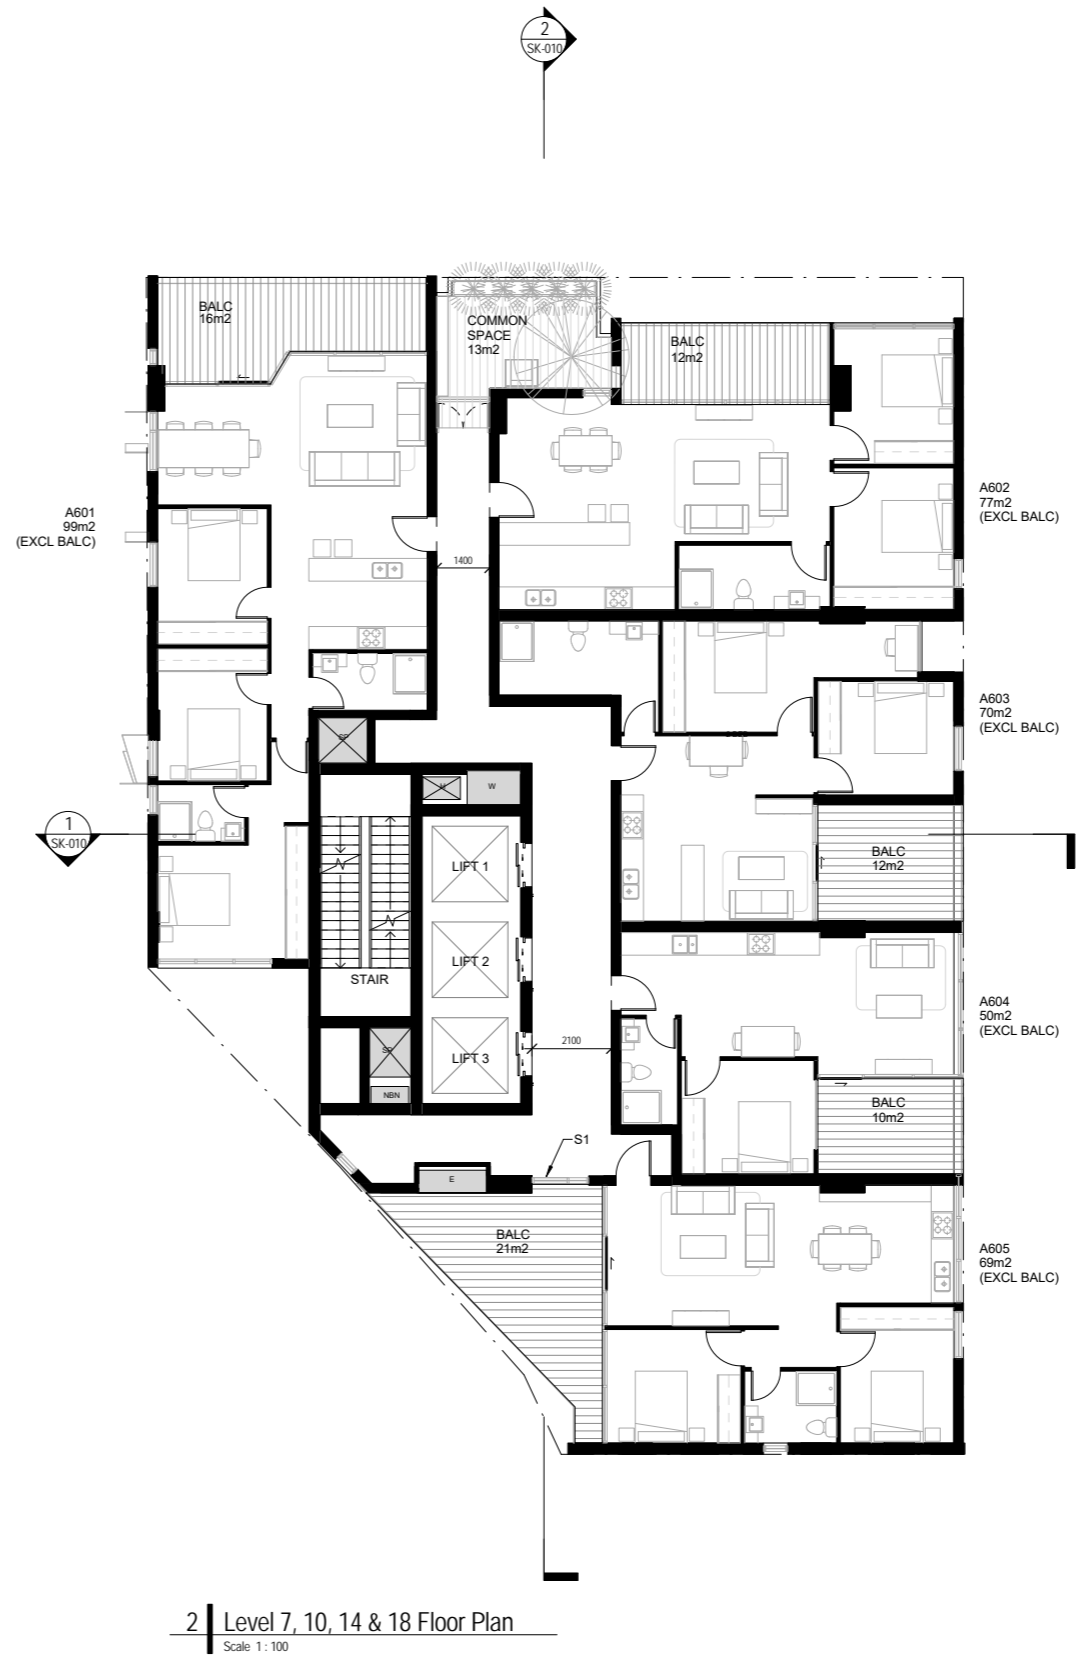 2
SK-010
BALC
16m2
COMMON
SPACE
13m2
BALC
12m2
A601
99m2
(EXCL BALC)
A602
77m2
(EXCL BALC)
1400
A603
70m2
(EXCL BALC)
SP
W
1
SK-010
LIFT 1
BALC
12m2
N
N
LIFT 2
STAIR
A604
50m2
(EXCL BALC)
2100
SP
LIFT 3
NBN
BALC
10m2
S1
E
BALC
21m2
A605
69m2
(EXCL BALC)
2 Level 7, 10, 14 & 18 Floor Plan
Scale 1 : 100